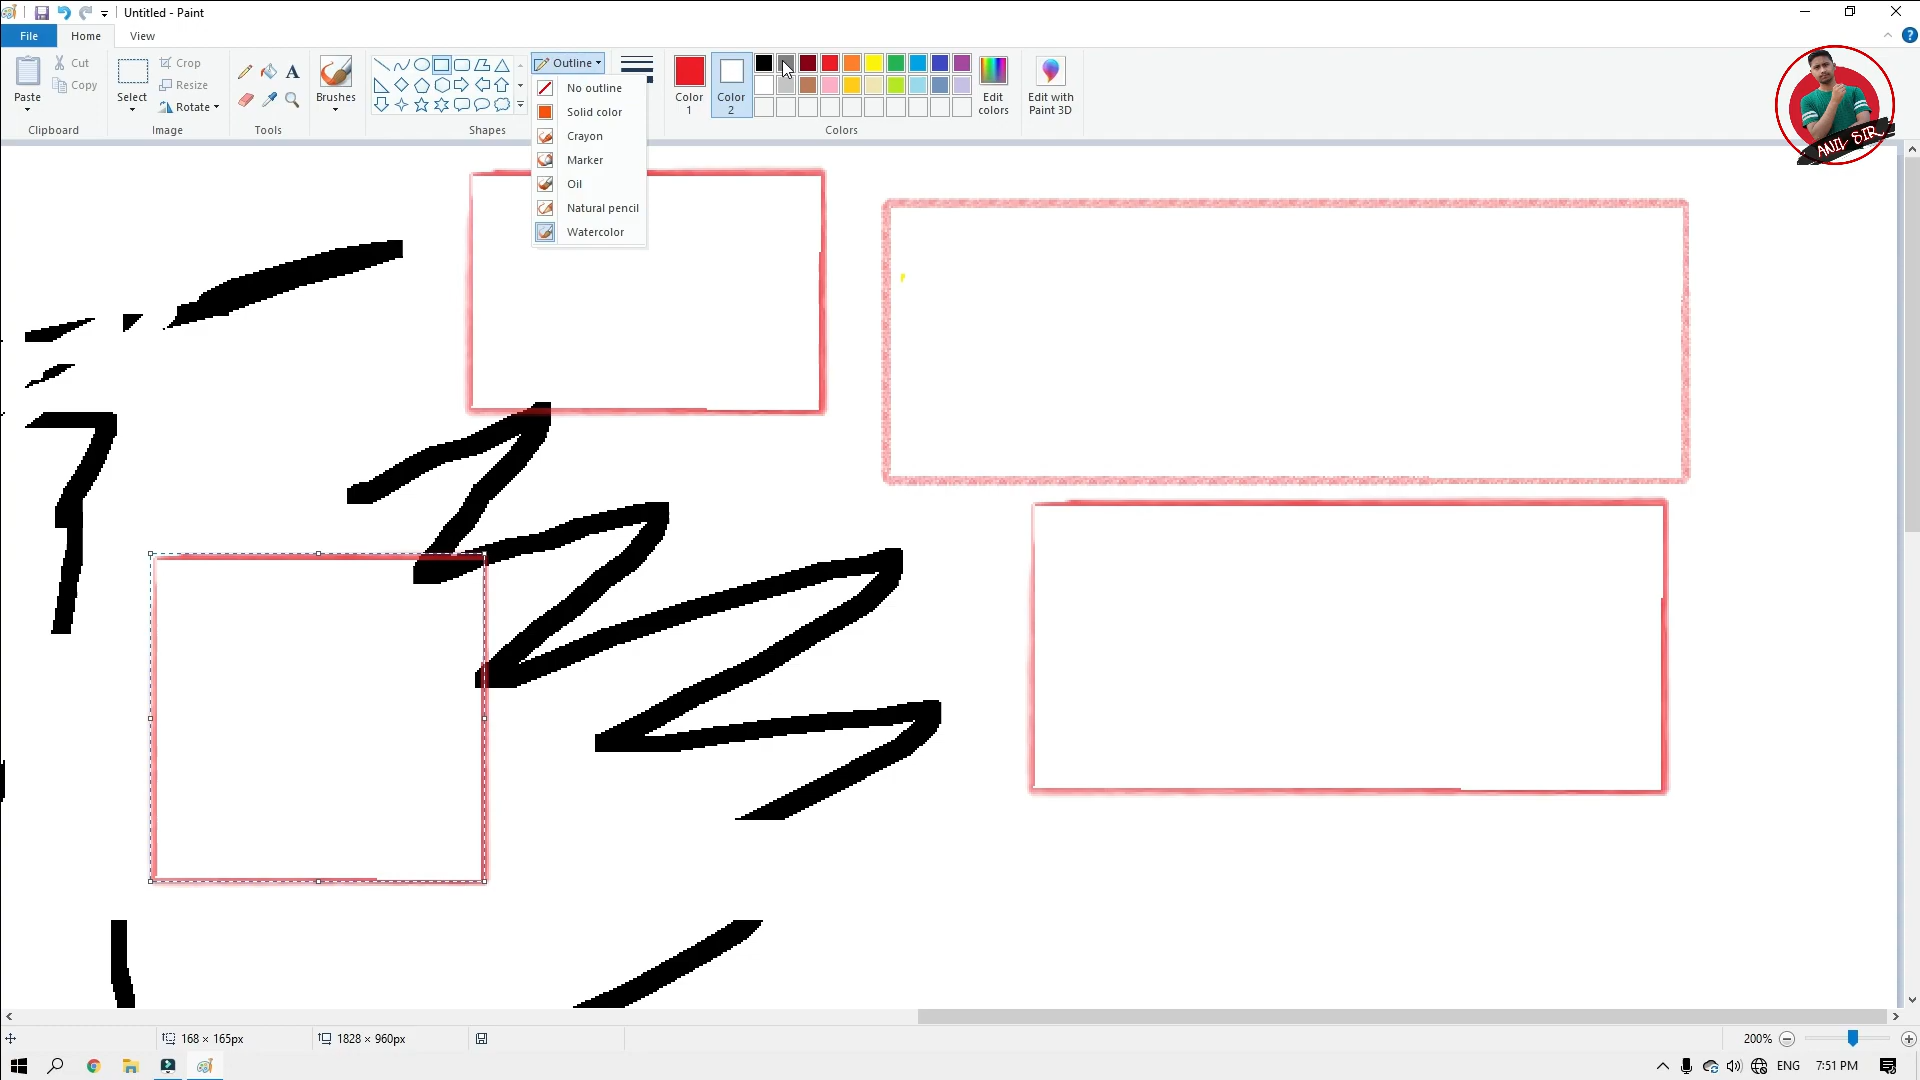 Untitled - Paint
File Home View
Paste
Cut
Copy
Clipboard
Select
Crop
Resize
Rotate
Image
Tools
Brushes
Shapes
Outline
No outline
Solid color
Crayon
Marker
Oil
Natural pencil
Watercolor
Color
1
Color
2
Edit
colors
Colors
Edit with
Paint 3D
ANIL SIR
168 × 165px
1828 × 960px
200%
ENG
7:51 PM